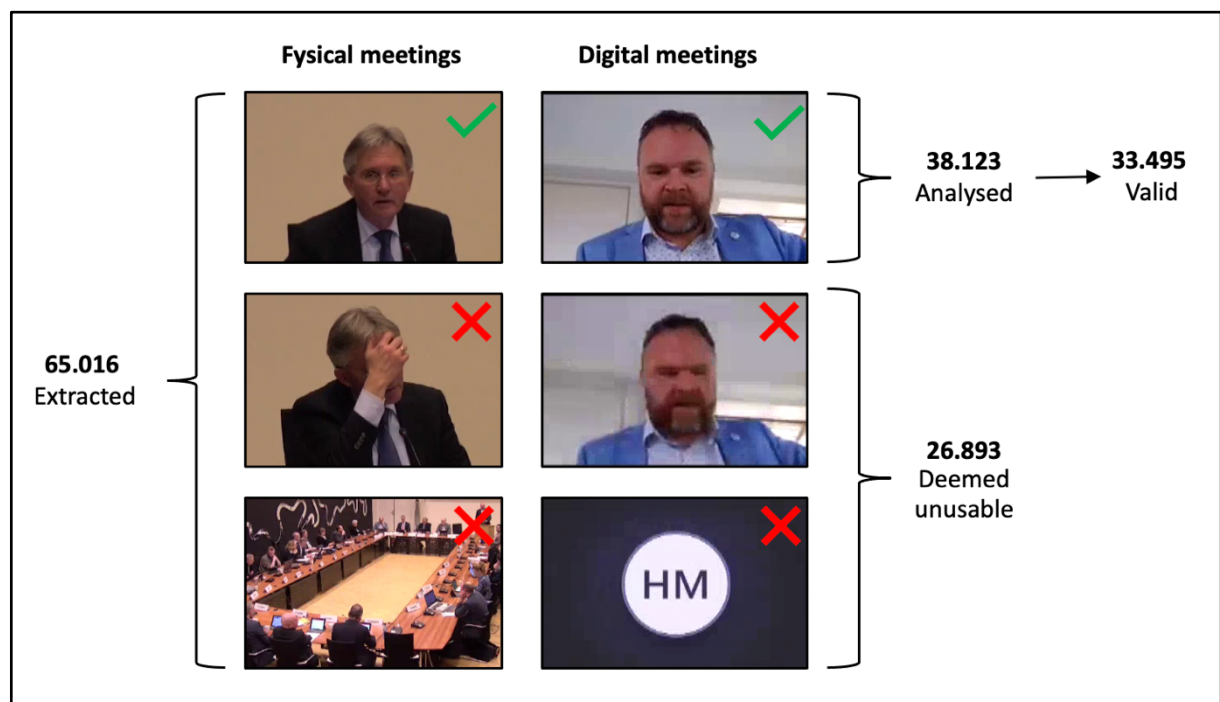 Fysical meetings
Digital meetings
38.123
Analysed
33.495
Valid
65.016
Extracted
26.893
Deemed
unusable
HM